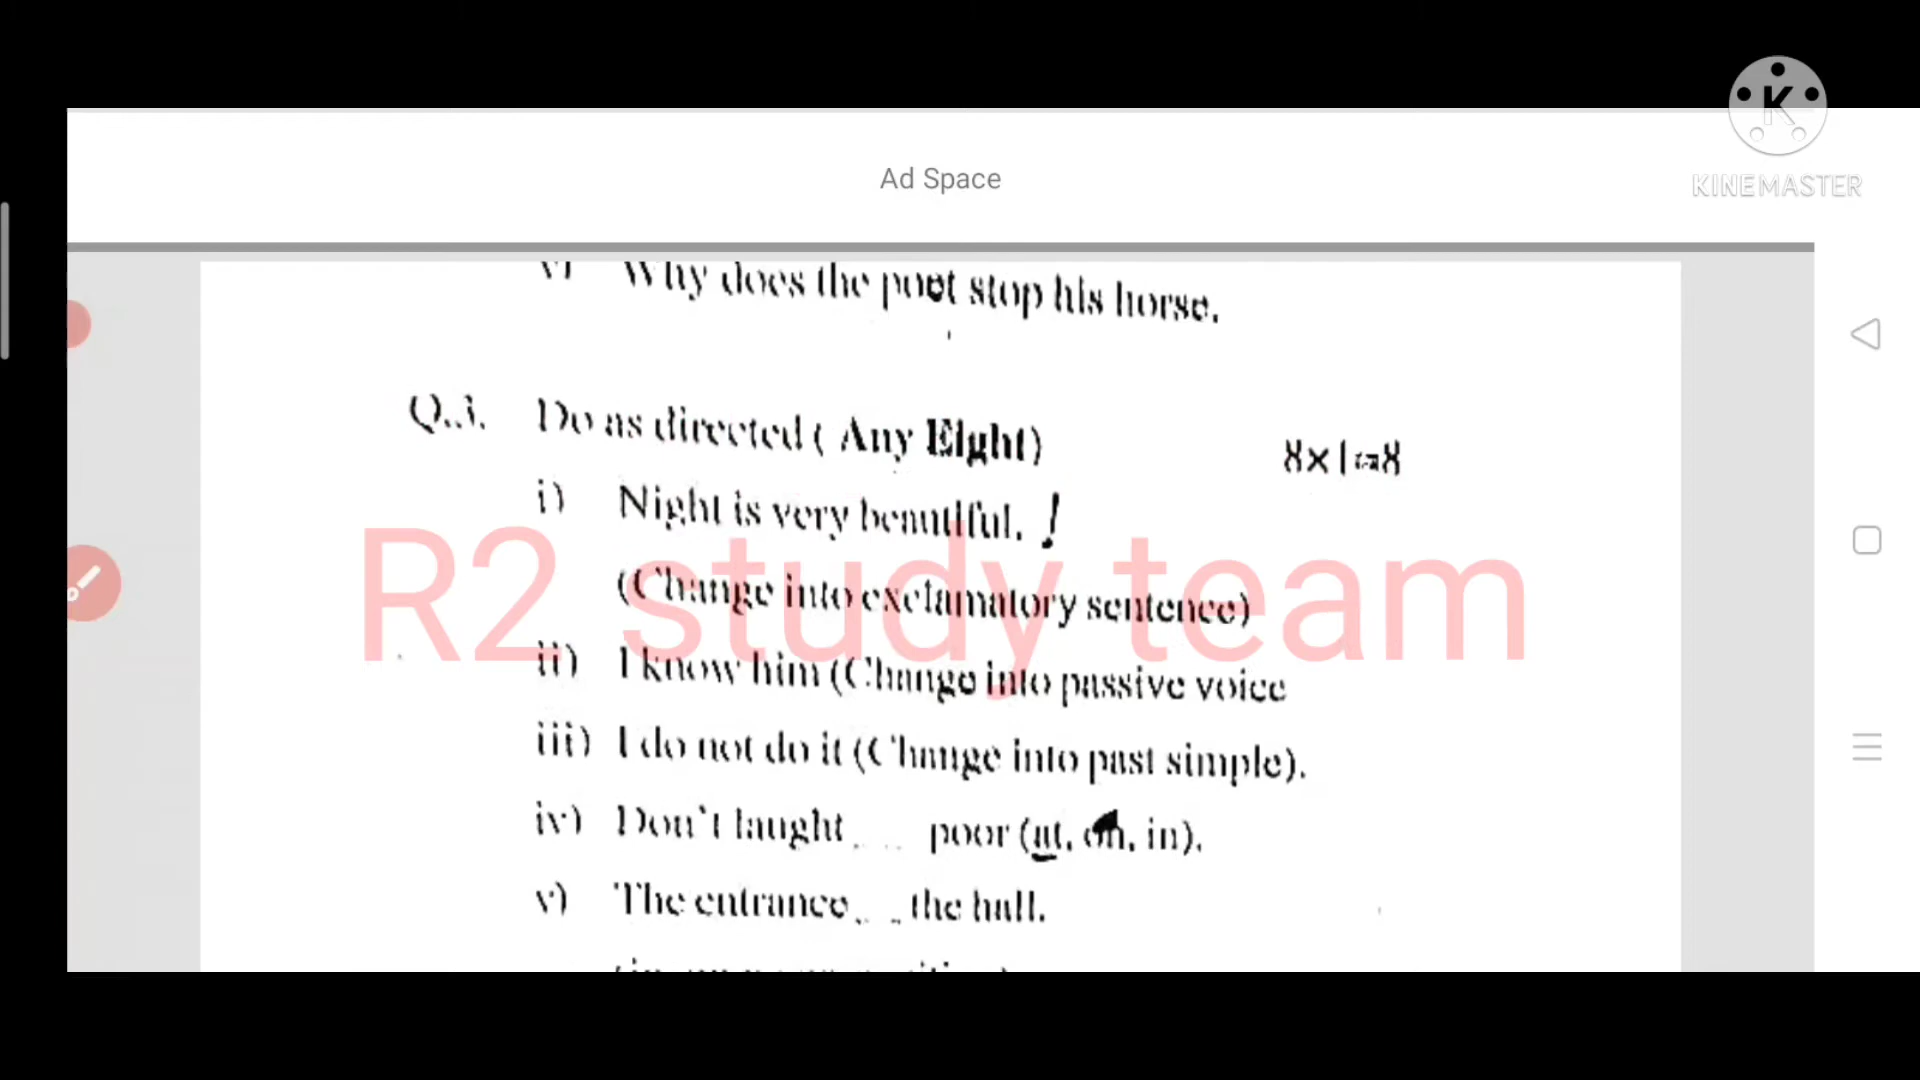 KINEMASTER
Ad Space
vi Why does the poet stop his horse.
Q.3. Do as directed ( Any Eight) 8×1=8
i) Night is very beautiful. !
(Change into exclamatory sentence)
R2 study team
ii) I know him (Change into passive voice
iii) I do not do it (Change into past simple).
iv) Don't laught ___ poor (at, on, in).
v) The entrance ___ the hall.